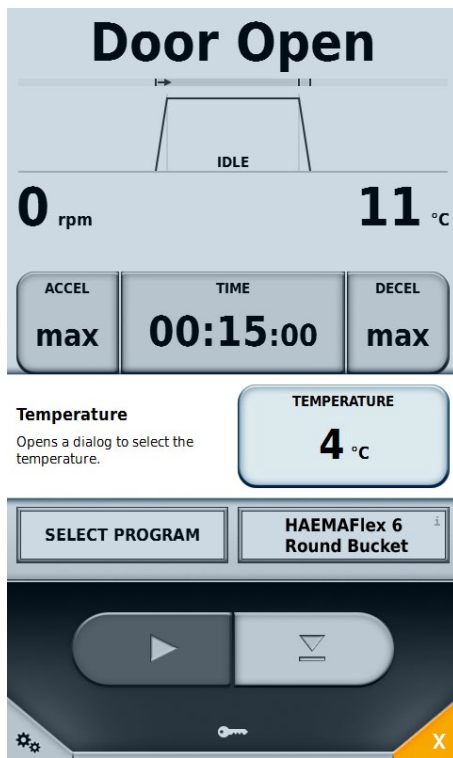 Door Open
IDLE
0 rpm
11 °C
ACCEL
max
TIME
00:15:00
DECEL
max
Temperature
Opens a dialog to select the
temperature.
TEMPERATURE
4 °C
SELECT PROGRAM
HAEMAFlex 6
Round Bucket
i
X